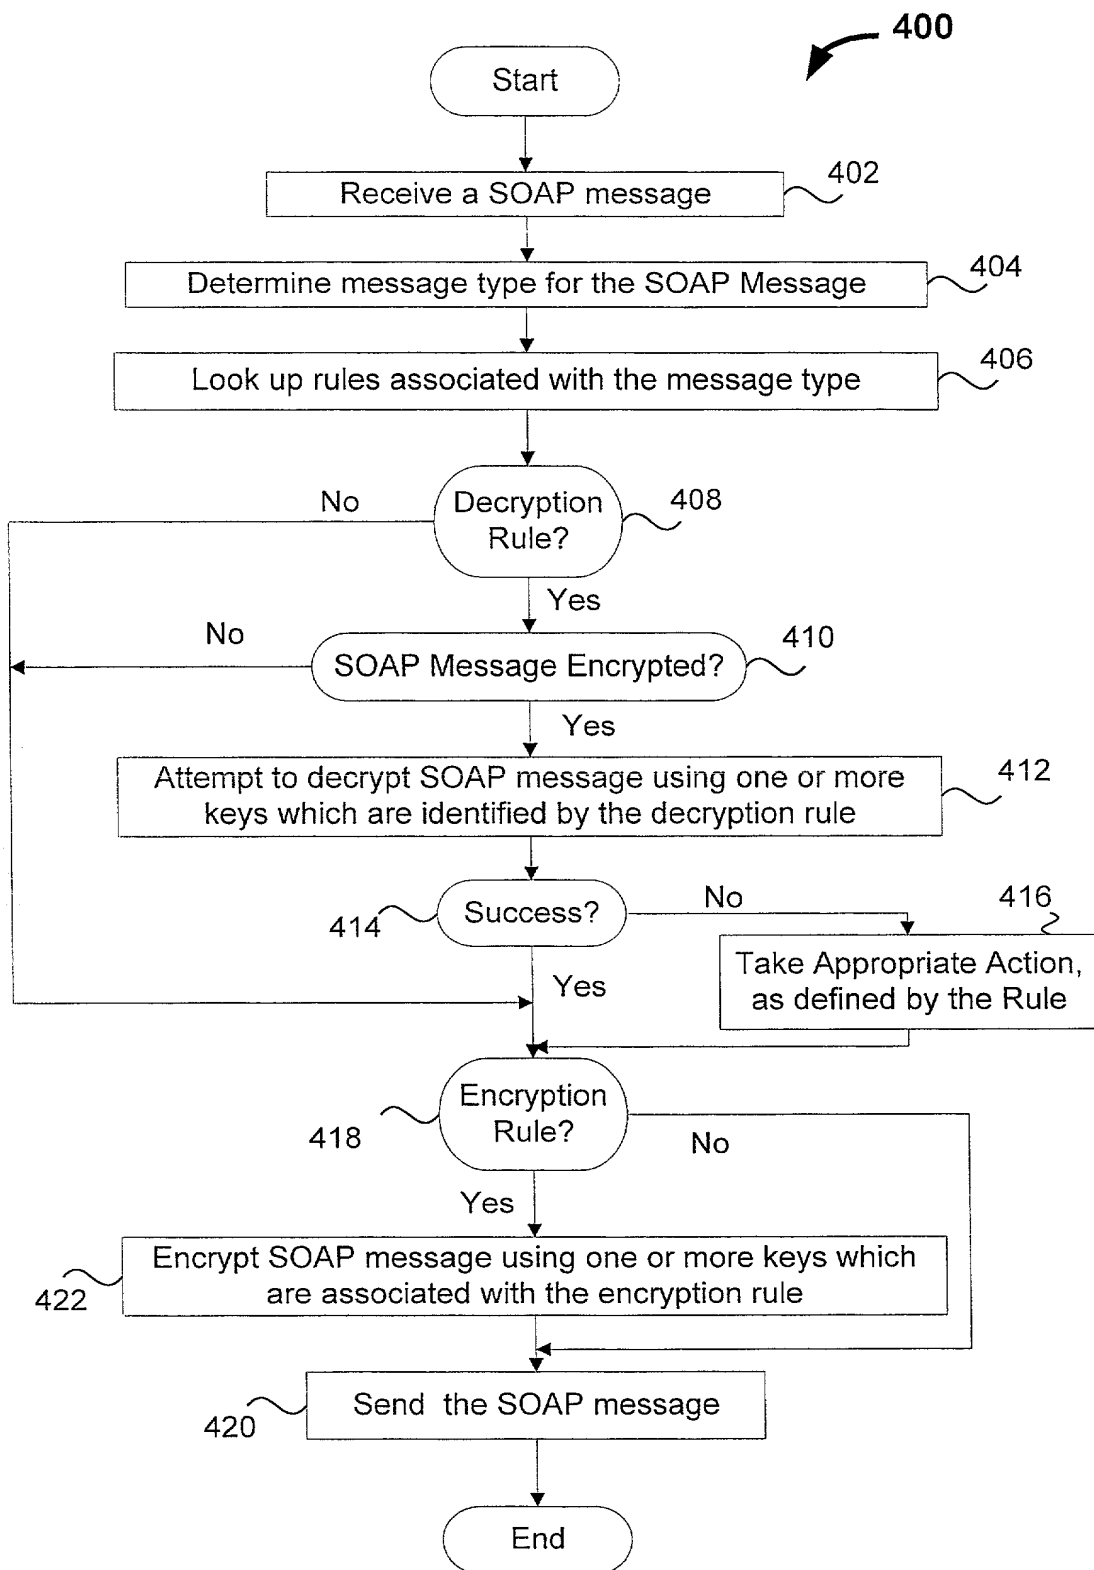 400
Start
Receive a SOAP message
402
Determine message type for the SOAP Message
404
Look up rules associated with the message type
406
No
Decryption
Rule?
408
Yes
No
SOAP Message Encrypted?
410
Yes
Attempt to decrypt SOAP message using one or more
keys which are identified by the decryption rule
412
414
Success?
No
416
Yes
Take Appropriate Action,
as defined by the Rule
Encryption
Rule?
418
No
Yes
Encrypt SOAP message using one or more keys which
are associated with the encryption rule
422
Send the SOAP message
420
End